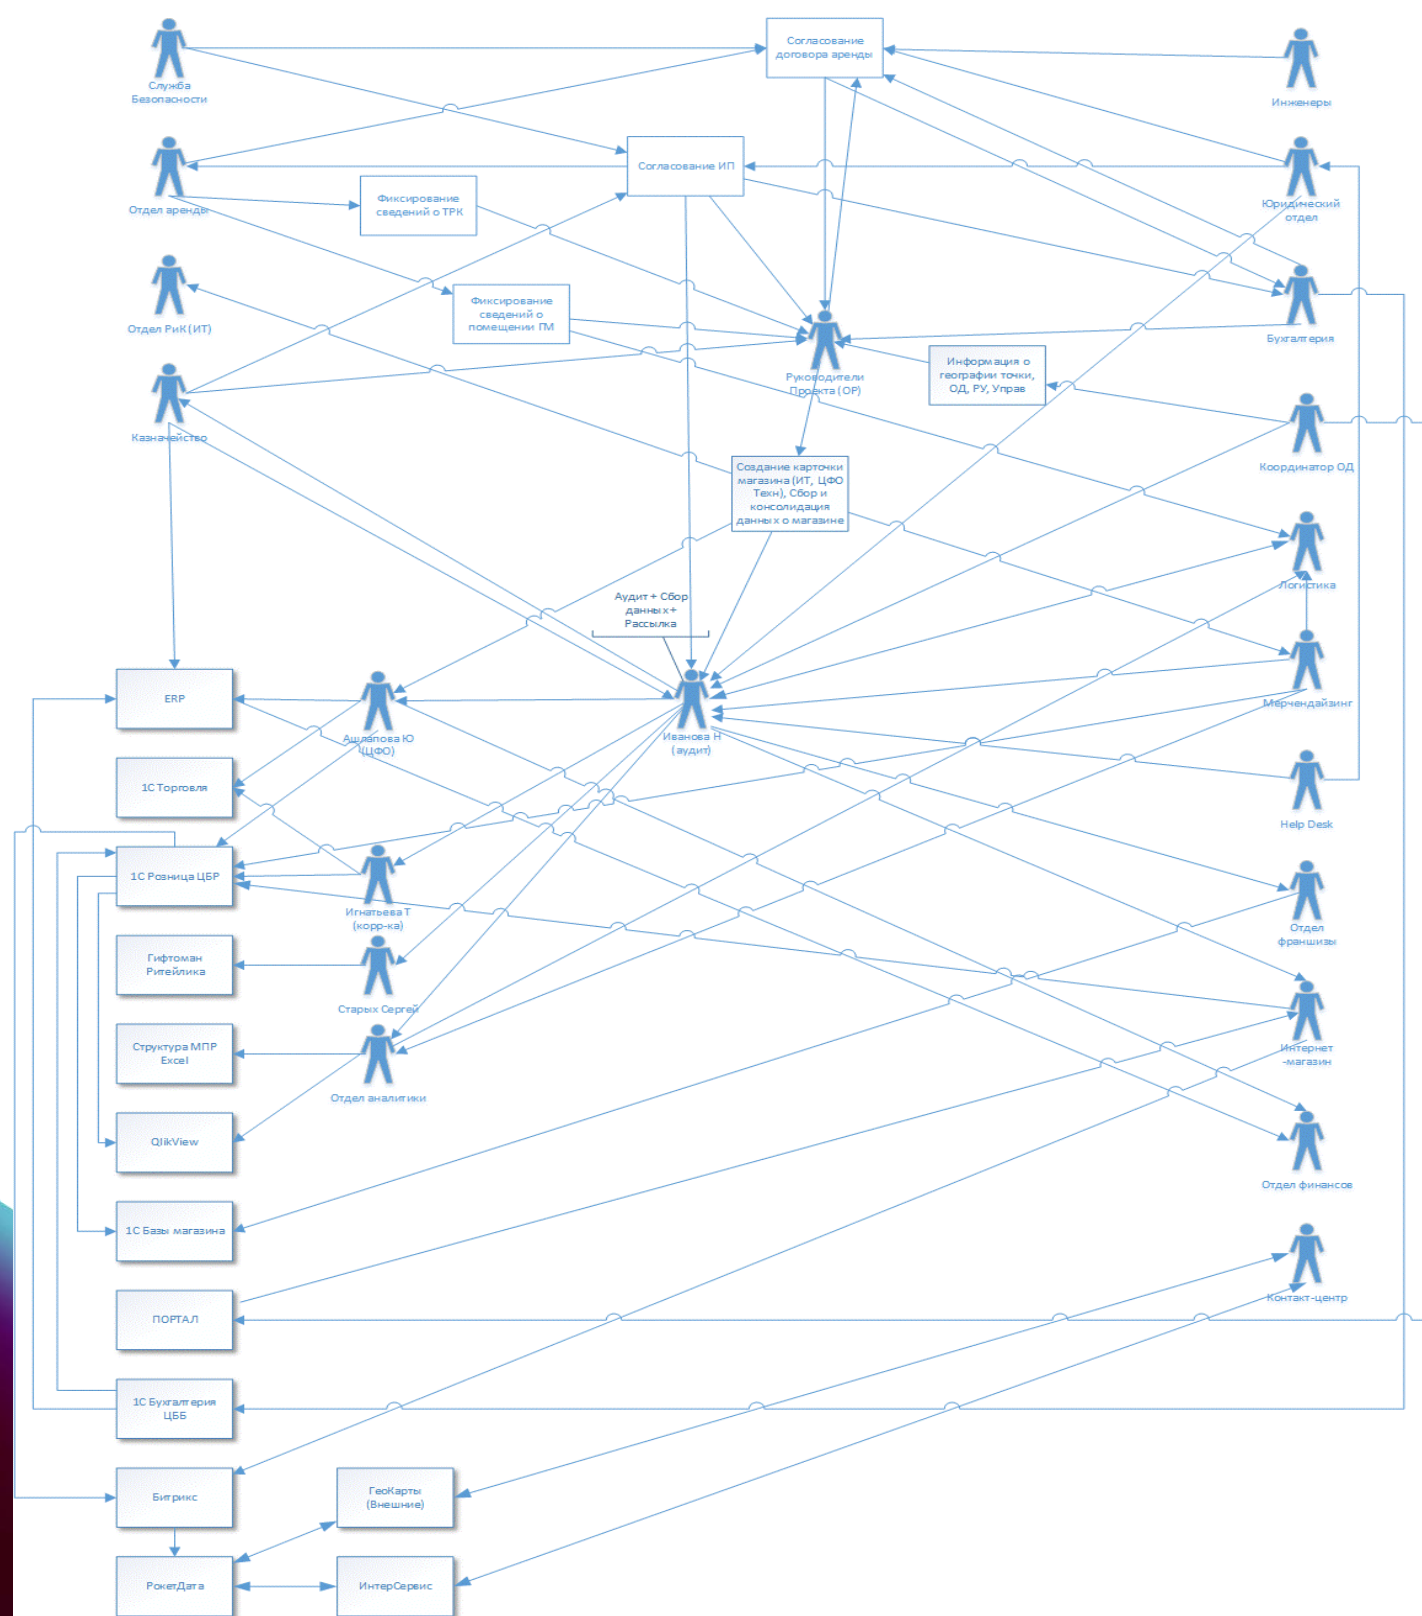 Согласование
договора аренды
Служба
Безопасности
Инженеры
Согласование ИП
Отдел аренды
Фиксирование
сведений о ТРК
Юридический
отдел
Отдел РиК (ИТ)
Фиксирование
сведений о
помещении ГМ
Бухгалтерия
Руководители
Проекта (ОР)
Информация о
географии точки,
ОД, РУ, Управ
Казначейство
Координатор ОД
Создание карточки
магазина (ИТ, ЦФО
Техн), Сбор и
консолидация
данных о магазине
Логистика
Аудит + Сбор
данных +
Рассылка
ERP
Ашлапова Ю
(ЦФО)
Иванова Н
(аудит)
Мерчендайзинг
1С Торговля
Help Desk
1С Розница ЦБР
Игнатьева Т
(корр-ка)
Отдел
франшизы
Гифтоман
Ритейлика
Старых Сергей
Структура МПР
Excel
Интернет
-магазин
Отдел аналитики
QlikView
Отдел финансов
1С Базы магазина
ПОРТАЛ
Контакт-центр
1С Бухгалтерия
ЦББ
Битрикс
ГеоКарты
(Внешние)
РокетДата
ИнтерСервис